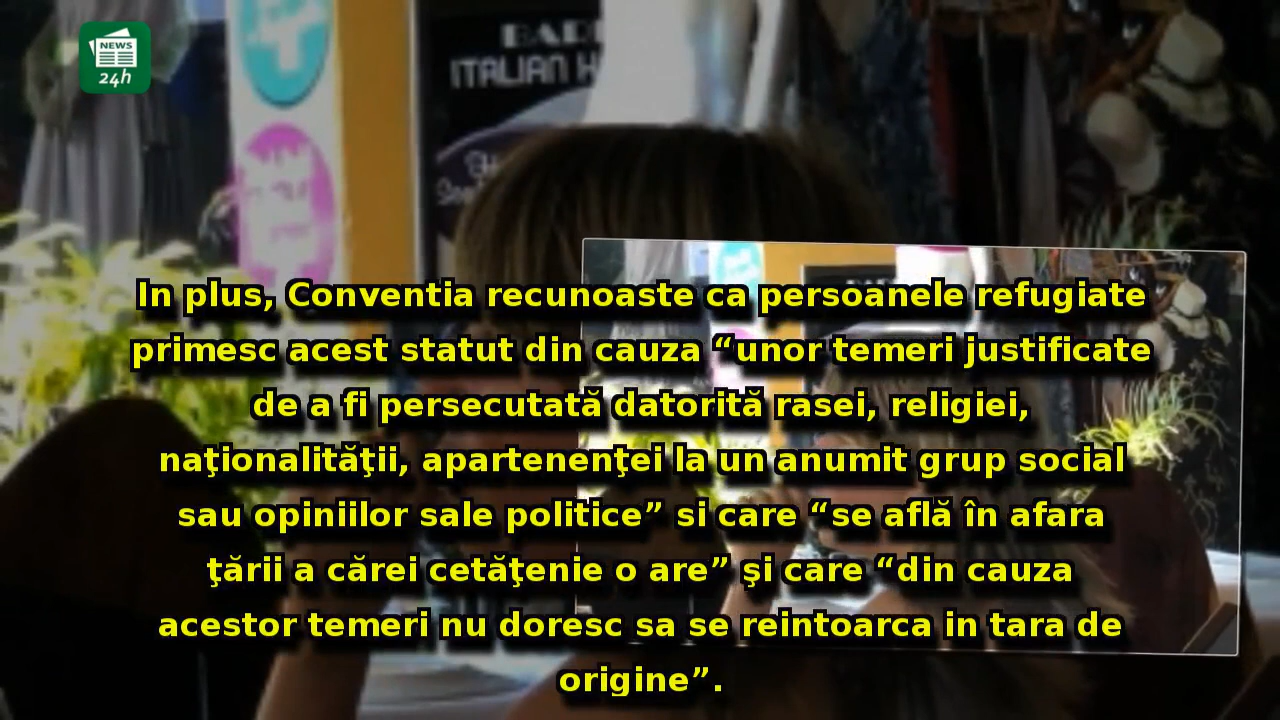 NEWS
24h
ITALIAN
In plus, Conventia recunoaste ca persoanele refugiate
primesc acest statut din cauza “unor temeri justificate
de a fi persecutată datorită rasei, religiei,
naţionalităţii, apartenenţei la un anumit grup social
sau opiniilor sale politice” si care “se află în afara
ţării a cărei cetăţenie o are” şi care “din cauza
acestor temeri nu doresc sa se reintoarca in tara de
origine”.